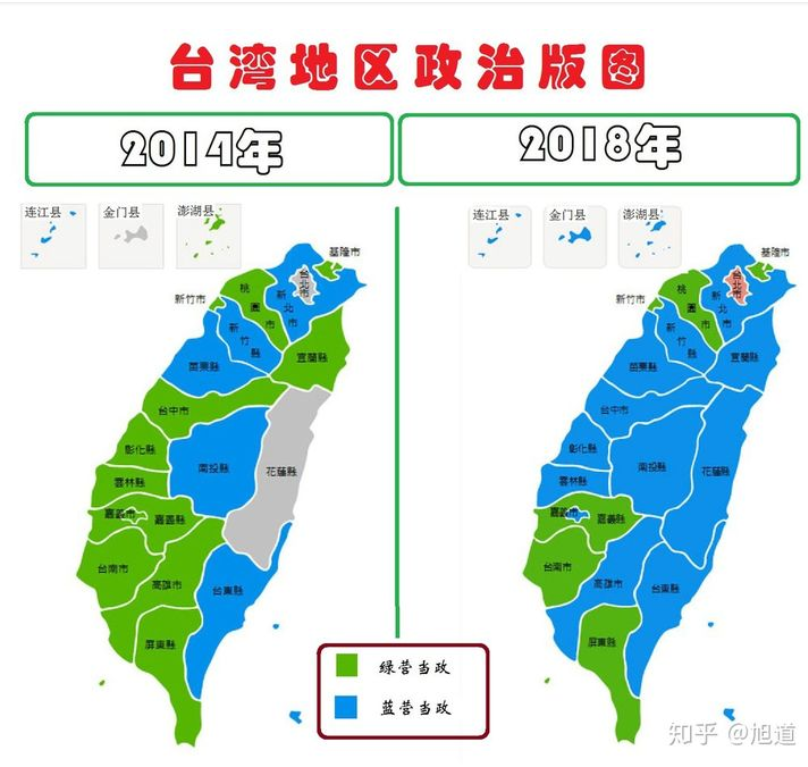 台湾地区政治版图
2014年
2018年
连江县
金门县
澎湖县
基隆市
台北市
新北市
桃園市
新竹市
新竹縣
苗栗縣
宜蘭縣
台中市
彰化縣
南投縣
花蓮縣
雲林縣
嘉義市
嘉義縣
台南市
高雄市
台東縣
屏東縣
连江县
金门县
澎湖县
基隆市
台北市
新北市
桃園市
新竹市
新竹縣
苗栗縣
宜蘭縣
台中市
彰化縣
南投縣
花蓮縣
雲林縣
嘉義市
嘉義縣
台南市
高雄市
台東縣
屏東縣
绿营当政
蓝营当政
知乎 @旭道